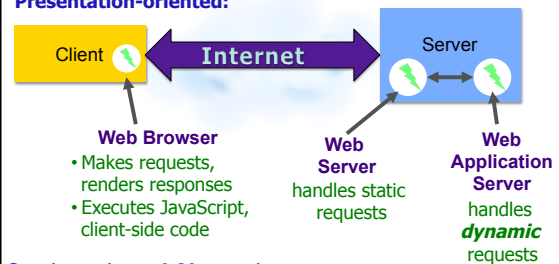 Presentation-oriented:
Client
Internet
Server
Web Browser
• Makes requests,
renders responses
• Executes JavaScript,
client-side code
Web
Server
handles static
requests
Web
Application
Server
handles
dynamic
requests